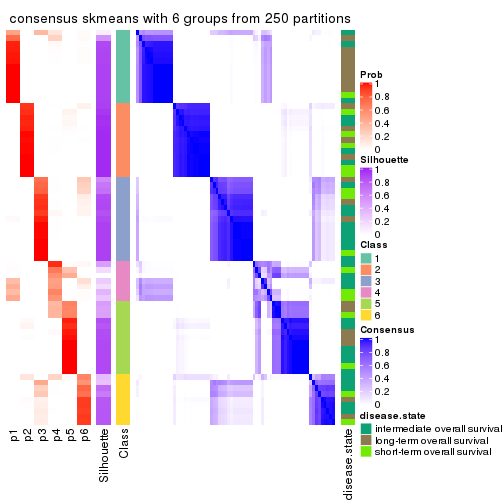 consensus skmeans with 6 groups from 250 partitions
Prob
1
0.8
0.6
0.4
0.2
0
Silhouette
1
0.8
0.6
0.4
0.2
0
Class
1
2
3
4
5
6
Consensus
1
0.8
0.6
0.4
0.2
0
disease.state
intermediate overall survival
long-term overall survival
short-term overall survival
p1
p2
p3
p4
p5
p6
Silhouette
Class
disease.state